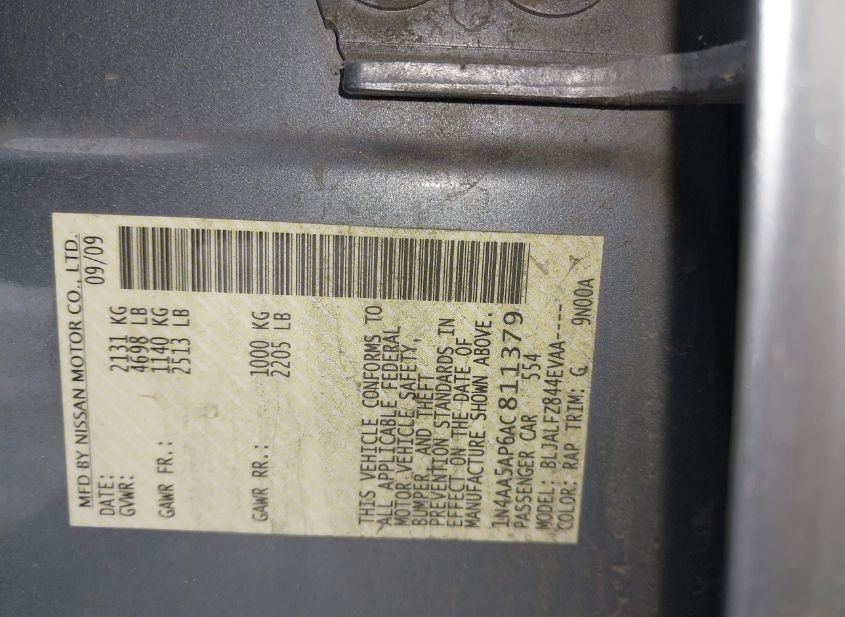 MFD BY NISSAN MOTOR CO., LTD.
DATE: 09/09
GVWR: 2131 KG
4698 LB
GAWR FR.: 1140 KG
2513 LB
GAWR RR.: 1000 KG
2205 LB
THIS VEHICLE CONFORMS TO
ALL APPLICABLE FEDERAL
MOTOR VEHICLE SAFETY,
BUMPER, AND THEFT
PREVENTION STANDARDS IN
EFFECT ON THE DATE OF
MANUFACTURE SHOWN ABOVE.
1N4AA5AP6AC811379
PASSENGER CAR 554
MODEL: BLJALFZ844EVAA-----
COLOR: RAP TRIM: G 9N00A